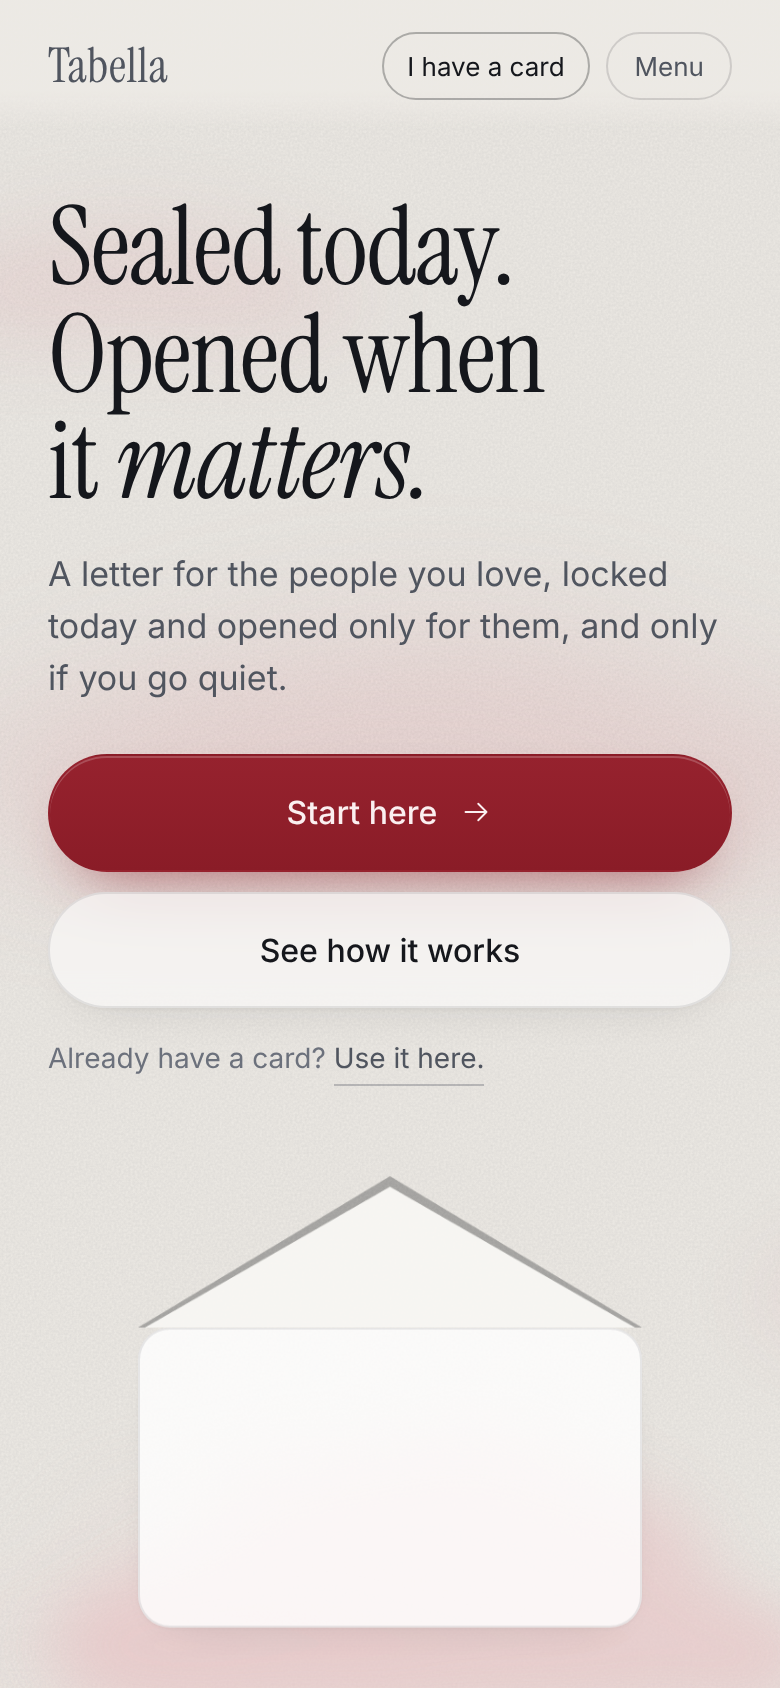 Tabella
I have a card
Menu
Sealed today.
Opened when
it matters.
A letter for the people you love, locked
today and opened only for them, and only
if you go quiet.
Start here →
See how it works
Already have a card? Use it here.